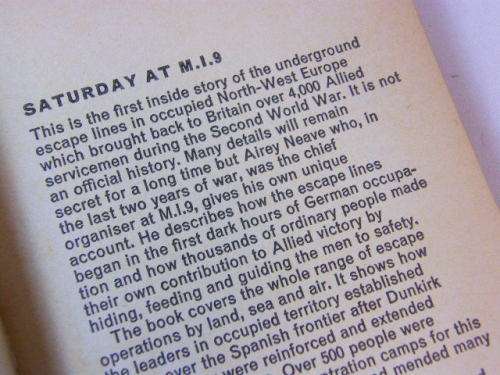 SATURDAY AT M.I.9
This is the first inside story of the underground
escape lines in occupied North-West Europe
which brought back to Britain over 4,000 Allied
servicemen during the Second World War. It is not
an official history. Many details will remain
secret for a long time but Airey Neave who, in
the last two years of war, was the chief
organiser at M.I.9, gives his own unique
account. He describes how the escape lines
began in the first dark hours of German occupa-
tion and how thousands of ordinary people made
their own contribution to Allied victory by
hiding, feeding and guiding the men to safety.
The book covers the whole range of escape
operations by land, sea and air. It shows how
the leaders in occupied territory established
over the Spanish frontier after Dunkirk
were reinforced and extended
Over 500 people were
camps for this
and mended many